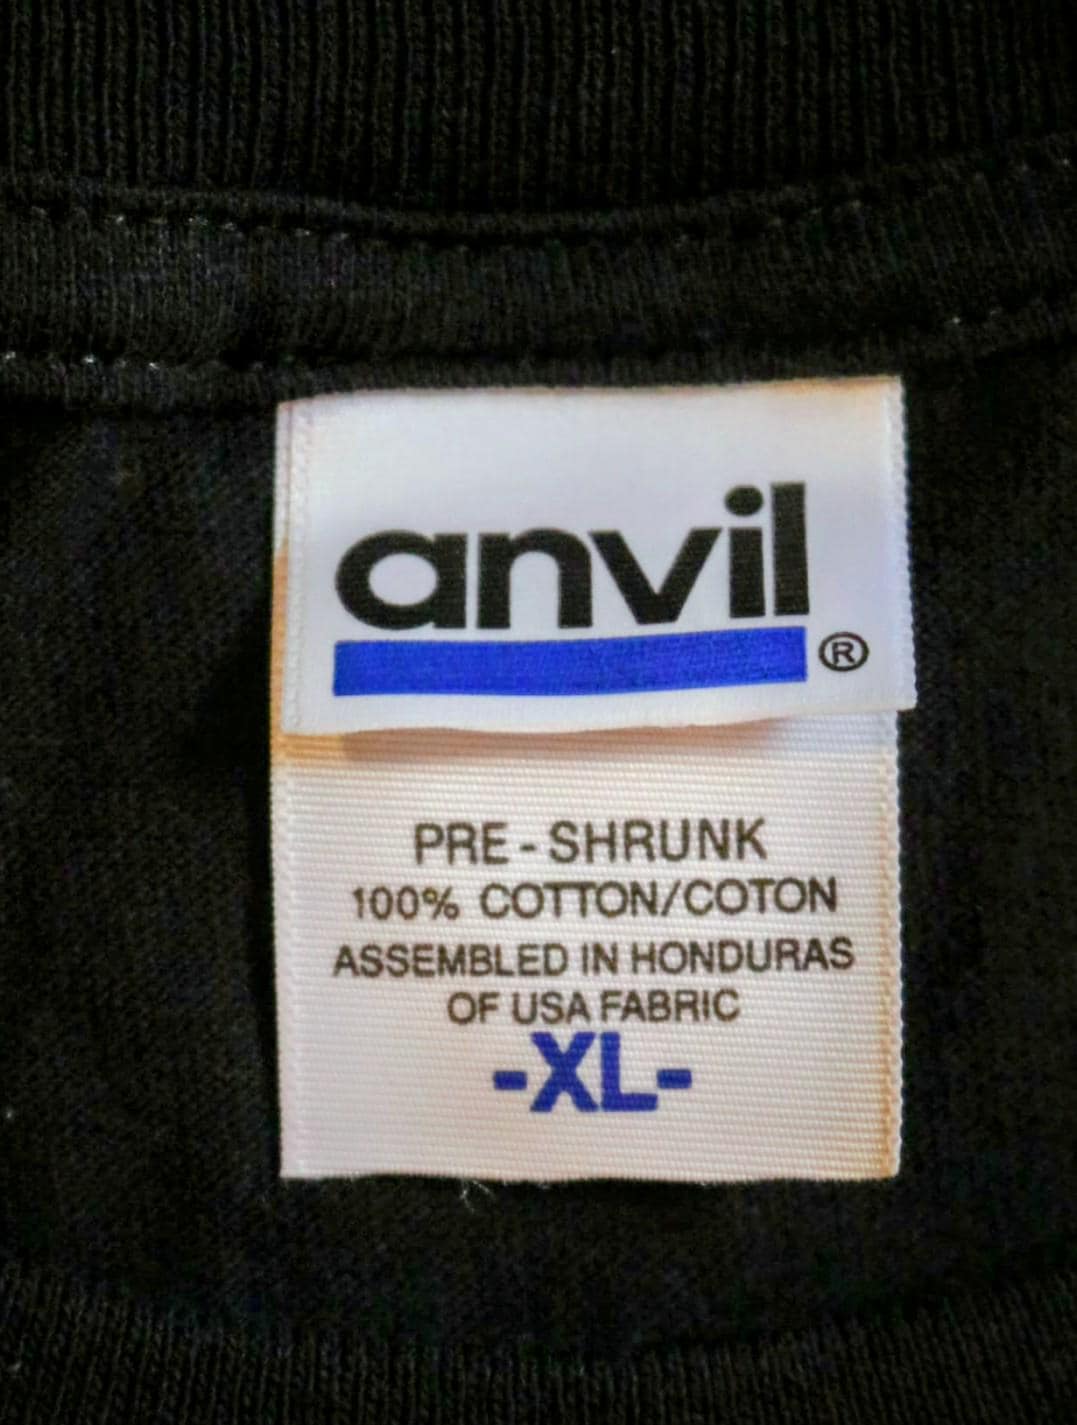 anvil
®
PRE-SHRUNK
100% COTTON/COTON
ASSEMBLED IN HONDURAS
OF USA FABRIC
-XL-